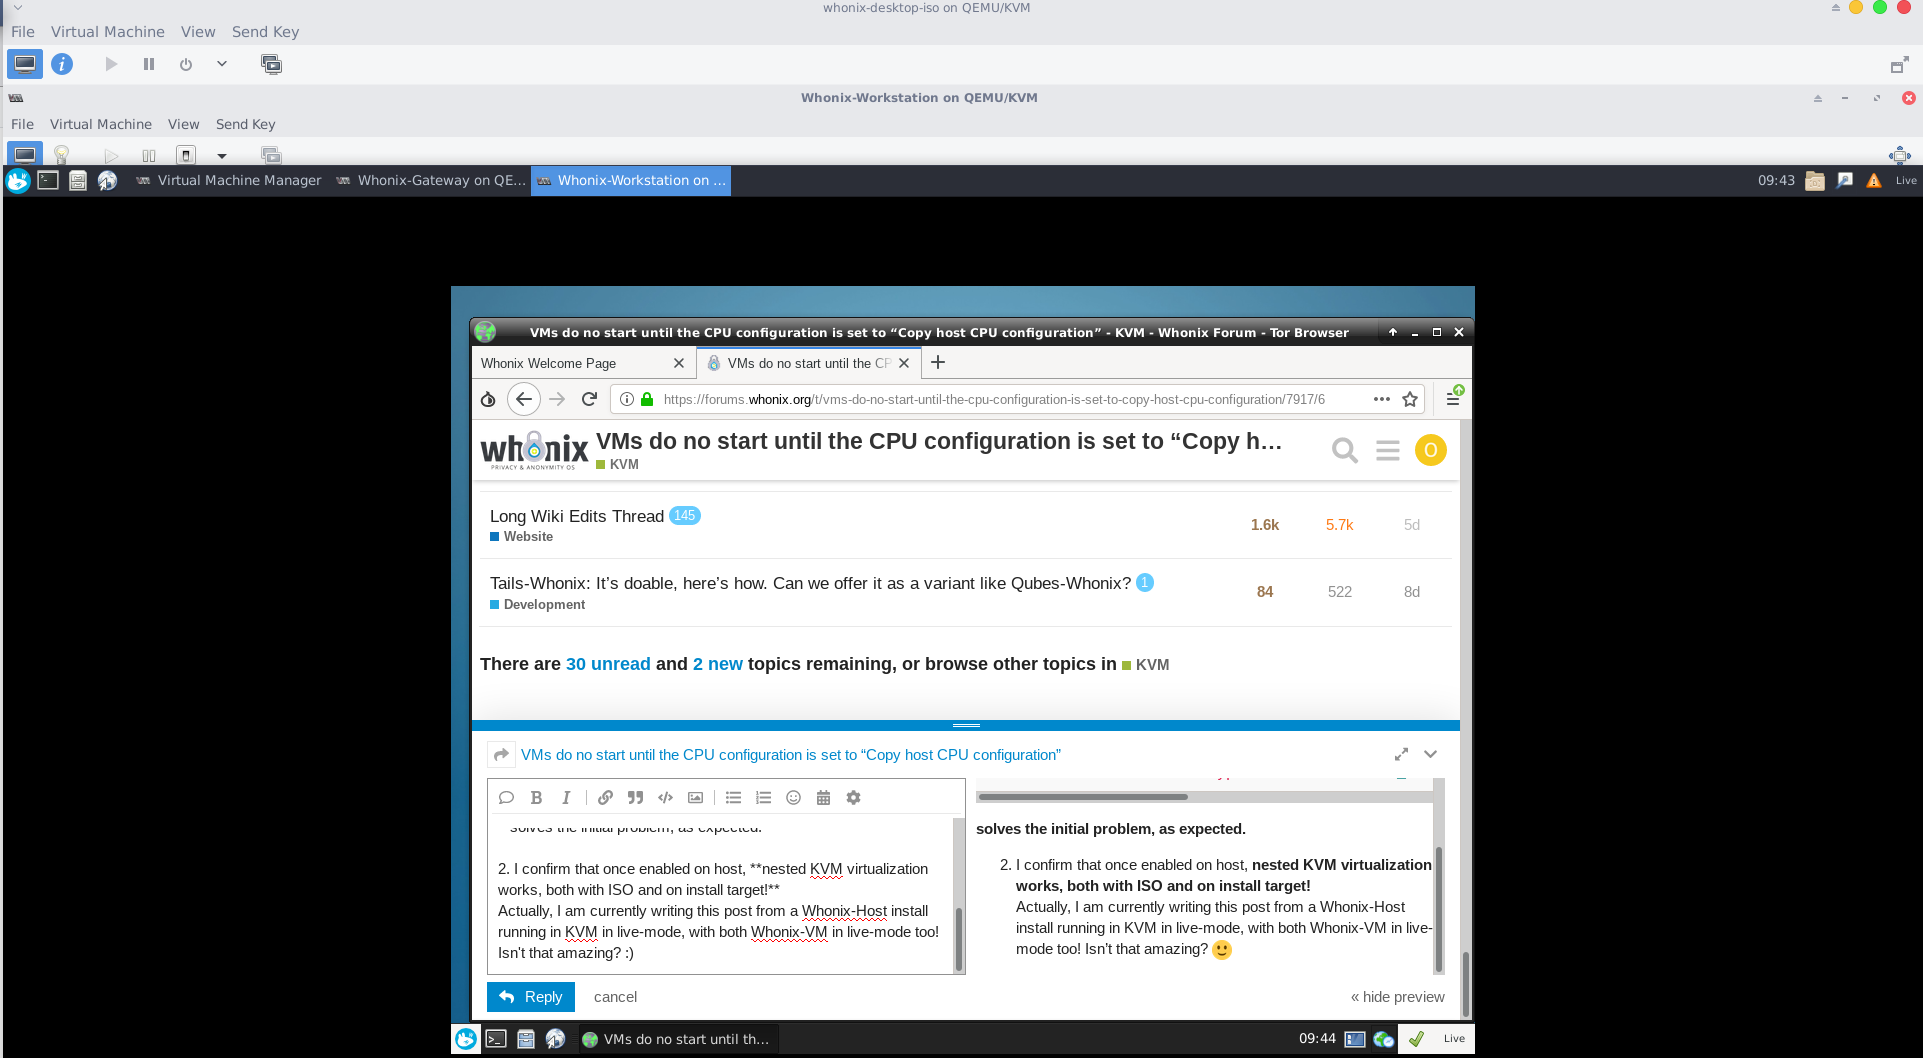 whonix-desktop-iso on QEMU/KVM
File Virtual Machine View Send Key
Whonix-Workstation on QEMU/KVM
File Virtual Machine View Send Key
Virtual Machine Manager Whonix-Gateway on QE... Whonix-Workstation on ... 09:43 Live
VMs do no start until the CPU configuration is set to “Copy host CPU configuration” - KVM - Whonix Forum - Tor Browser
Whonix Welcome Page VMs do no start until the CP
https://forums.whonix.org/t/vms-do-no-start-until-the-cpu-configuration-is-set-to-copy-host-cpu-configuration/7917/6
whonix VMs do no start until the CPU configuration is set to “Copy h… O
PRIVACY & ANONYMITY OS KVM
Long Wiki Edits Thread 145 1.6k 5.7k 5d
Website
Tails-Whonix: It’s doable, here’s how. Can we offer it as a variant like Qubes-Whonix? 1 84 522 8d
Development
There are 30 unread and 2 new topics remaining, or browse other topics in KVM
VMs do no start until the CPU configuration is set to “Copy host CPU configuration”
solves the initial problem, as expected.
2. I confirm that once enabled on host, **nested KVM virtualization
works, both with ISO and on install target!**
Actually, I am currently writing this post from a Whonix-Host install
running in KVM in live-mode, with both Whonix-VM in live-mode too!
Isn't that amazing? :)
solves the initial problem, as expected.
2. I confirm that once enabled on host, nested KVM virtualization
works, both with ISO and on install target!
Actually, I am currently writing this post from a Whonix-Host
install running in KVM in live-mode, with both Whonix-VM in live-
mode too! Isn’t that amazing?
Reply cancel « hide preview
VMs do no start until th... 09:44 Live